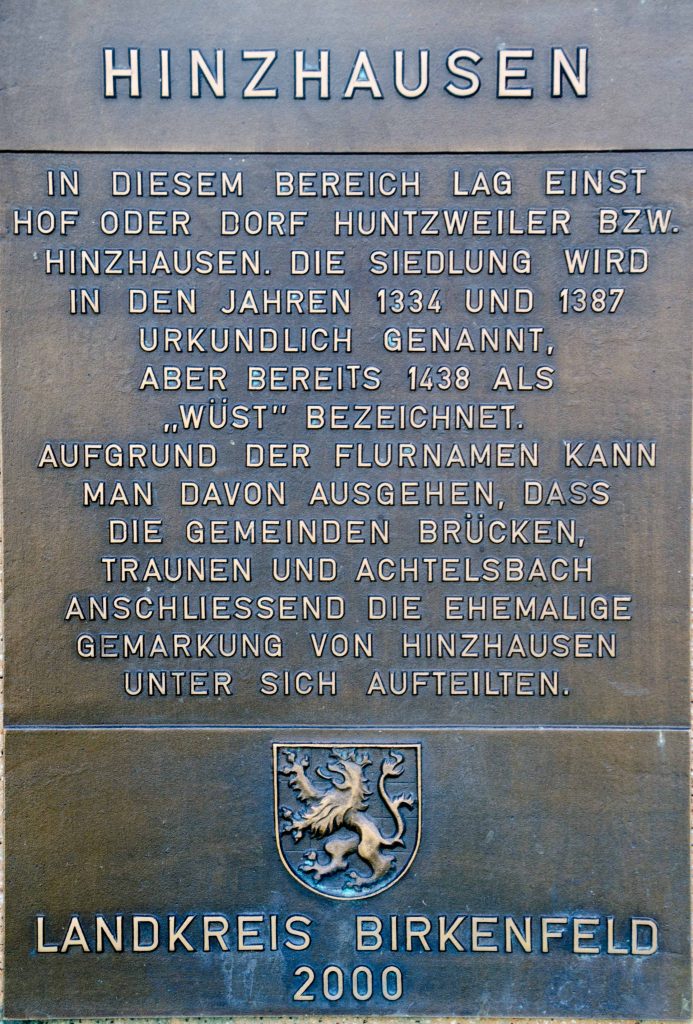 HINZHAUSEN
IN DIESEM BEREICH LAG EINST
HOF ODER DORF HUNTZWEILER BZW.
HINZHAUSEN. DIE SIEDLUNG WIRD
IN DEN JAHREN 1334 UND 1387
URKUNDLICH GENANNT,
ABER BEREITS 1438 ALS
„WÜST" BEZEICHNET.
AUFGRUND DER FLURNAMEN KANN
MAN DAVON AUSGEHEN, DASS
DIE GEMEINDEN BRÜCKEN,
TRAUNEN UND ACHTELSBACH
ANSCHLIESSEND DIE EHEMALIGE
GEMARKUNG VON HINZHAUSEN
UNTER SICH AUFTEILTEN.
LANDKREIS BIRKENFELD
2000